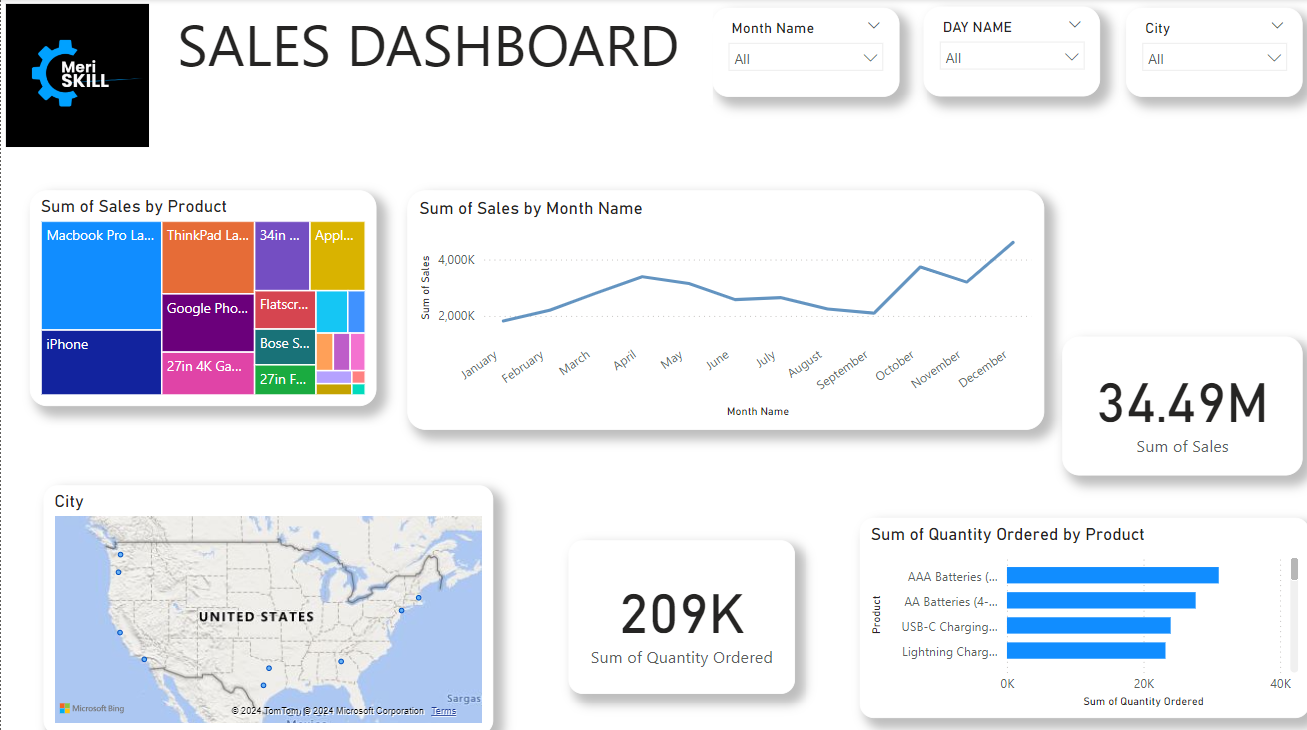 Meri
SKILL
SALES DASHBOARD
Month Name
All
DAY NAME
All
City
All
Sum of Sales by Product
Macbook Pro La...
ThinkPad La...
34in ...
Appl...
Google Pho...
Flatscr...
iPhone
Bose S...
27in 4K Ga...
27in F...
Sum of Sales by Month Name
Sum of Sales
4,000K
2,000K
January
February
March
April
May
June
July
August
September
October
November
December
Month Name
34.49M
Sum of Sales
City
UNITED STATES
Sargas
Microsoft Bing
© 2024 TomTom, © 2024 Microsoft Corporation Terms
209K
Sum of Quantity Ordered
Sum of Quantity Ordered by Product
Product
AAA Batteries (...
AA Batteries (4-...
USB-C Charging...
Lightning Charg...
0K
20K
40K
Sum of Quantity Ordered